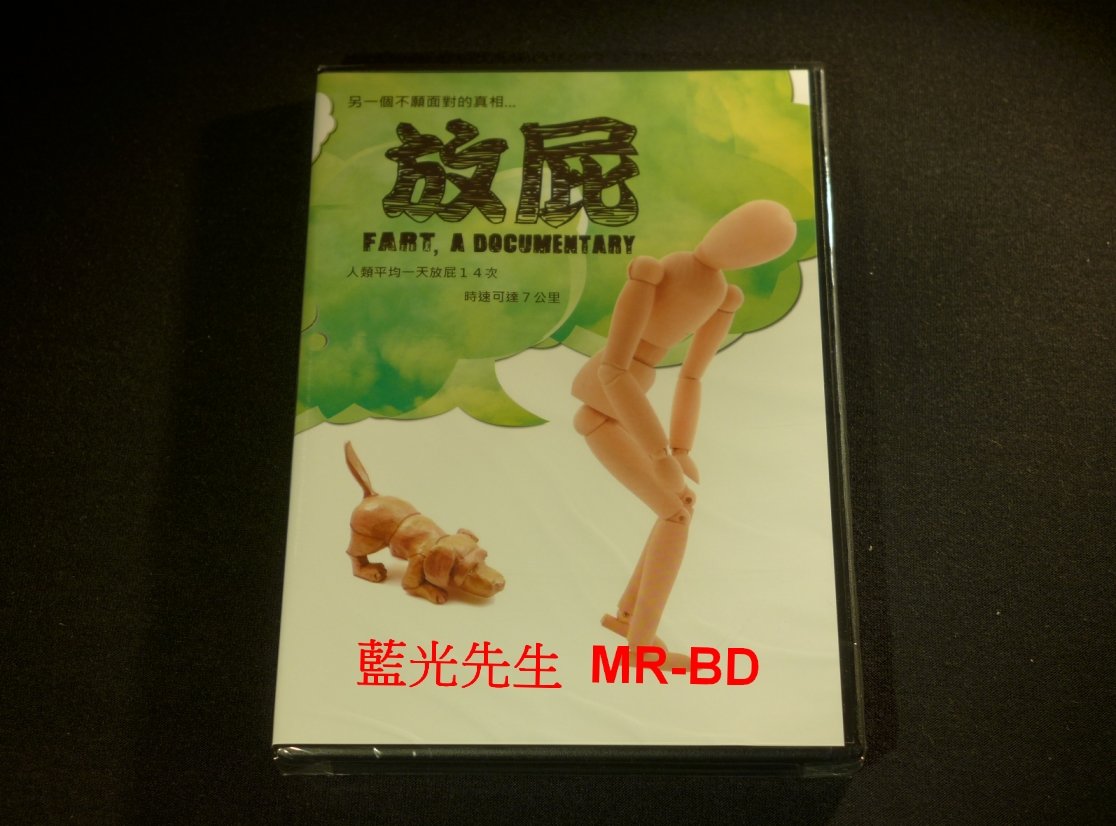 另一個不願面對的真相...
放屁
FART, A DOCUMENTARY
人類平均一天放屁14次
時速可達7公里
藍光先生 MR-BD